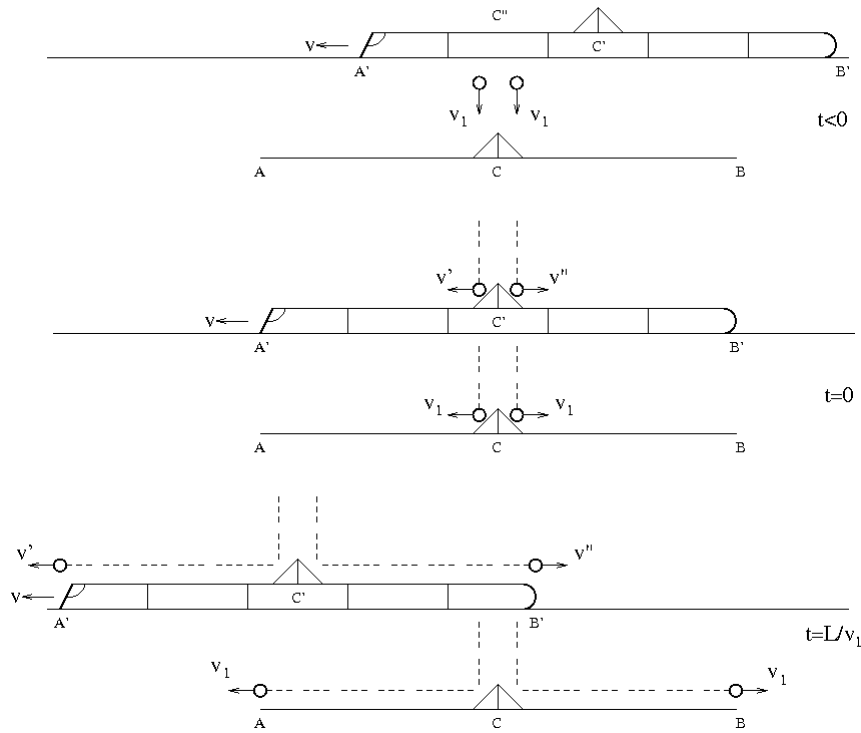 C"
v C'
A' B'
v₁ v₁ t<0
A C B
v' v"
v C'
A' B'
v₁ v₁ t=0
A C B
v' v"
v C'
A' B'
t=L/v₁
v₁ v₁
A C B